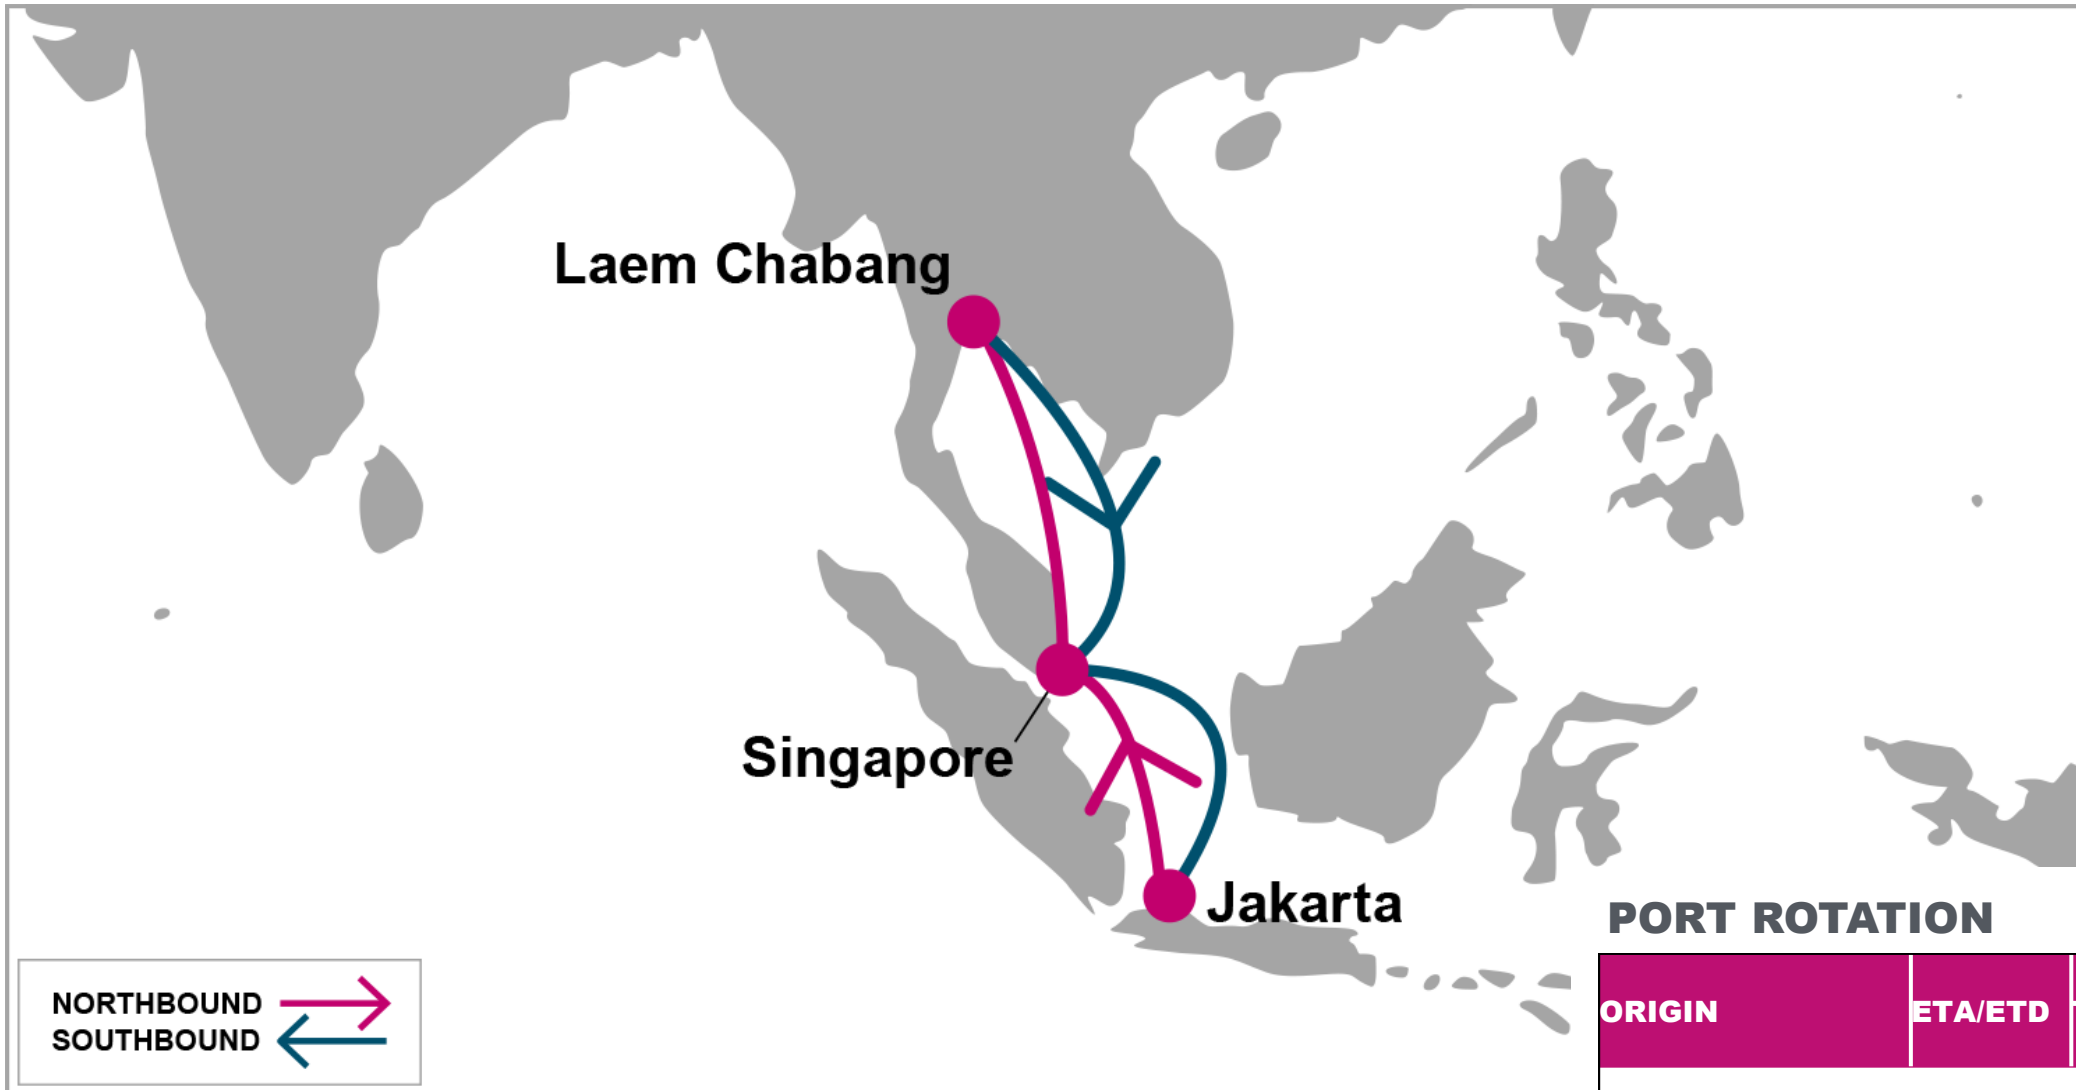 Laem Chabang
Singapore
Jakarta
NORTHBOUND
SOUTHBOUND
PORT ROTATION
ORIGIN
ETA/ETD